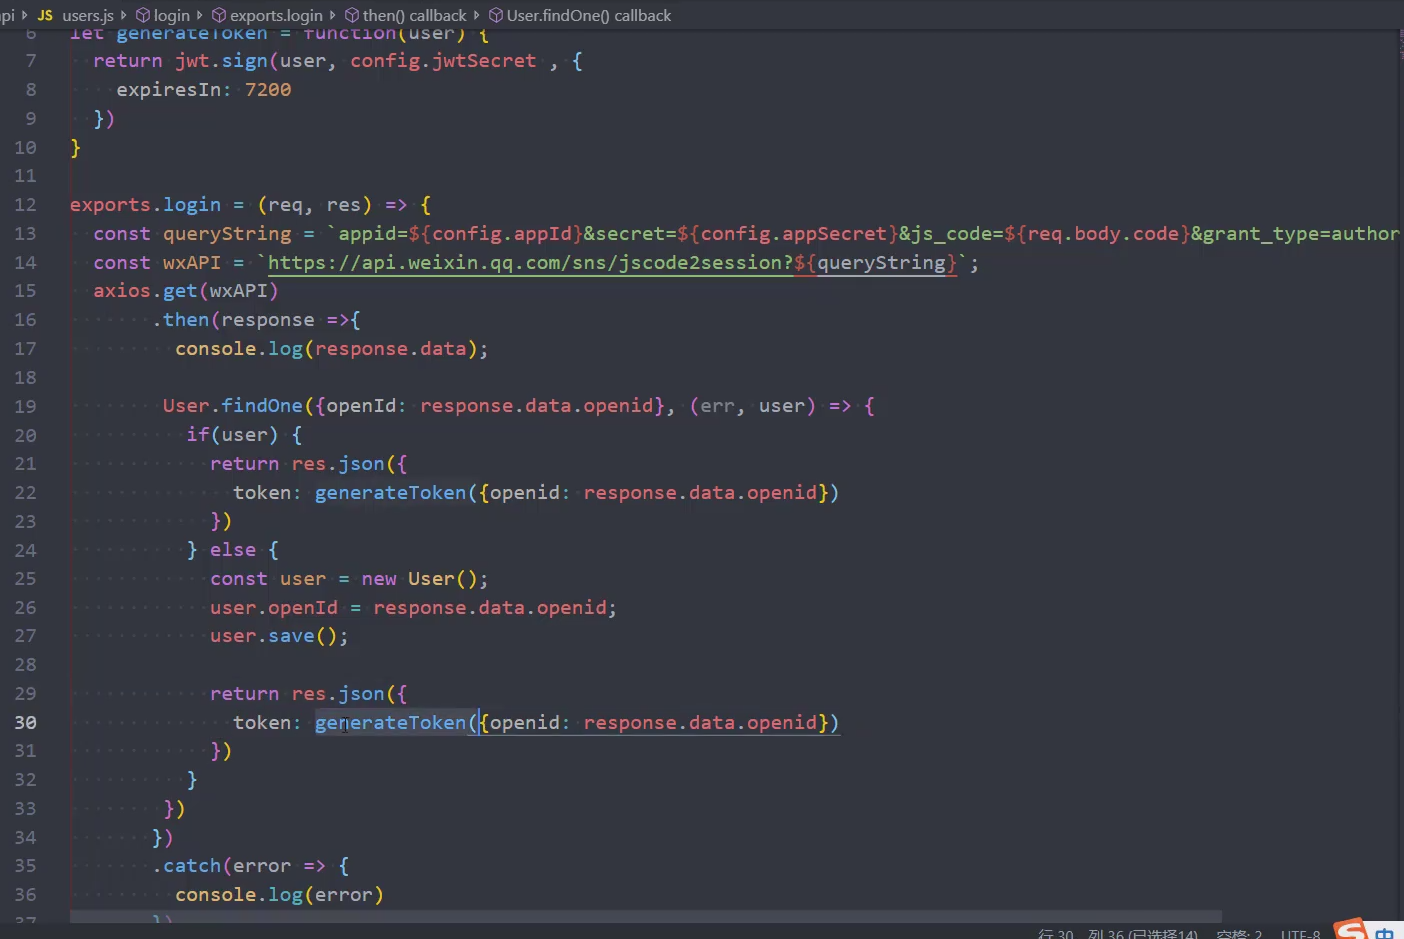 pi > JS users.js > login > exports.login > then() callback > User.findOne() callback
6 let generateToken = function(user) {
7 return jwt.sign(user, config.jwtSecret , {
8 expiresIn: 7200
9 })
10 }
11
12 exports.login = (req, res) => {
13 const queryString = `appid=${config.appId}&secret=${config.appSecret}&js_code=${req.body.code}&grant_type=author
14 const wxAPI = `https://api.weixin.qq.com/sns/jscode2session?${queryString}`;
15 axios.get(wxAPI)
16 .then(response =>{
17 console.log(response.data);
18
19 User.findOne({openId: response.data.openid}, (err, user) => {
20 if(user) {
21 return res.json({
22 token: generateToken({openid: response.data.openid})
23 })
24 } else {
25 const user = new User();
26 user.openId = response.data.openid;
27 user.save();
28
29 return res.json({
30 token: generateToken({openid: response.data.openid})
31 })
32 }
33 })
34 })
35 .catch(error => {
36 console.log(error)
37 })
行 30, 列 36 (已选择14) 空格: 2 UTF-8 S 中